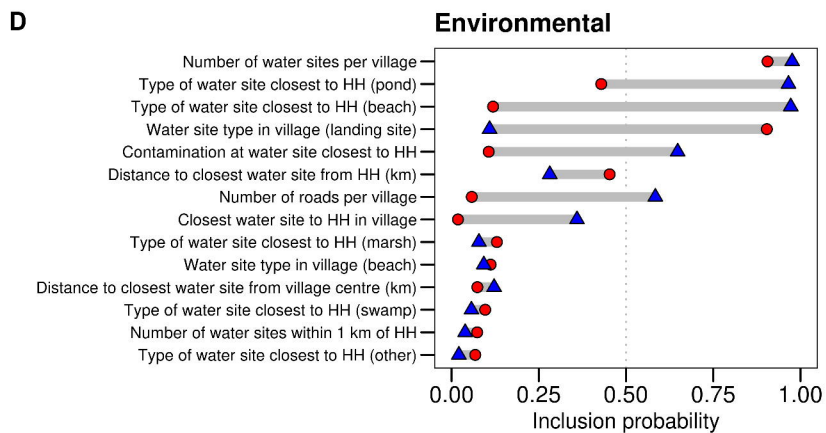 D
Environmental
Number of water sites per village
Type of water site closest to HH (pond)
Type of water site closest to HH (beach)
Water site type in village (landing site)
Contamination at water site closest to HH
Distance to closest water site from HH (km)
Number of roads per village
Closest water site to HH in village
Type of water site closest to HH (marsh)
Water site type in village (beach)
Distance to closest water site from village centre (km)
Type of water site closest to HH (swamp)
Number of water sites within 1 km of HH
Type of water site closest to HH (other)
0.00 0.25 0.50 0.75 1.00
Inclusion probability